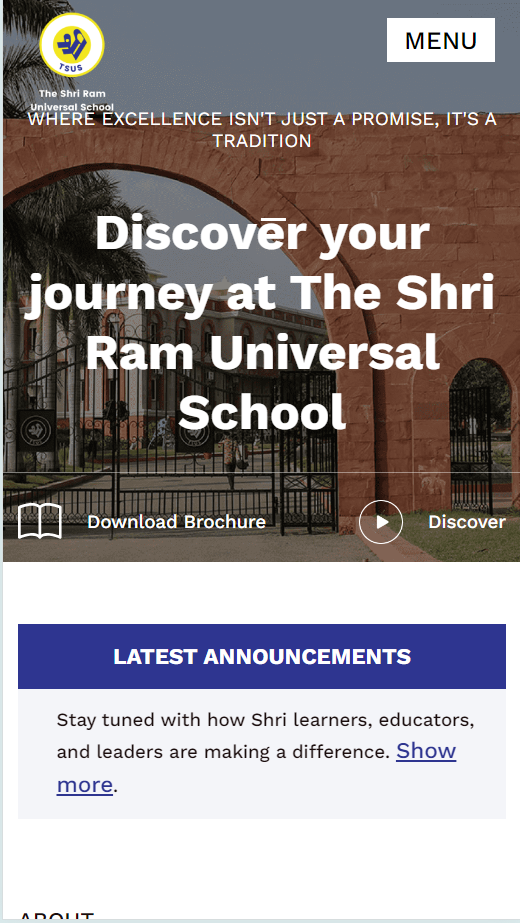 TSUS
The Shri Ram
Universal School
MENU
WHERE EXCELLENCE ISN'T JUST A PROMISE, IT'S A
TRADITION
Discover your
journey at The Shri
Ram Universal
School
Download Brochure
Discover
LATEST ANNOUNCEMENTS
Stay tuned with how Shri learners, educators,
and leaders are making a difference. Show
more.
ABOUT